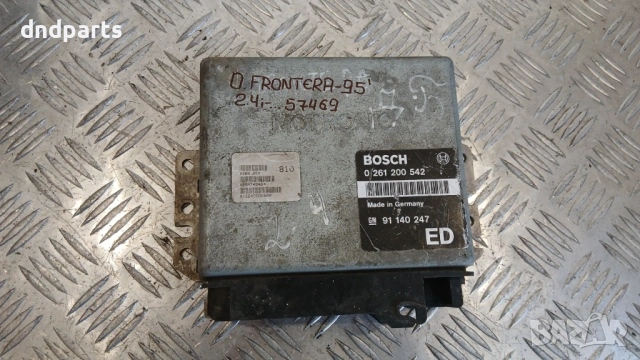 dndparts
O. FRONTERA-95'
2.4i- 57469
BOSCH
0 261 200 542
810
Made in Germany
GM 91 140 247
ED
BAZAR